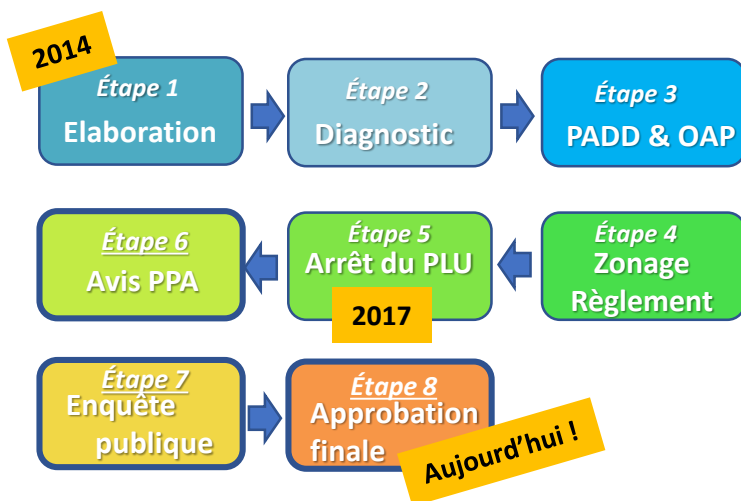 2014
Étape 1
Elaboration
Étape 2
Diagnostic
Étape 3
PADD & OAP
Étape 4
Zonage
Règlement
Étape 5
Arrêt du PLU
2017
Étape 6
Avis PPA
Étape 7
Enquête
publique
Étape 8
Approbation
finale
Aujourd'hui !